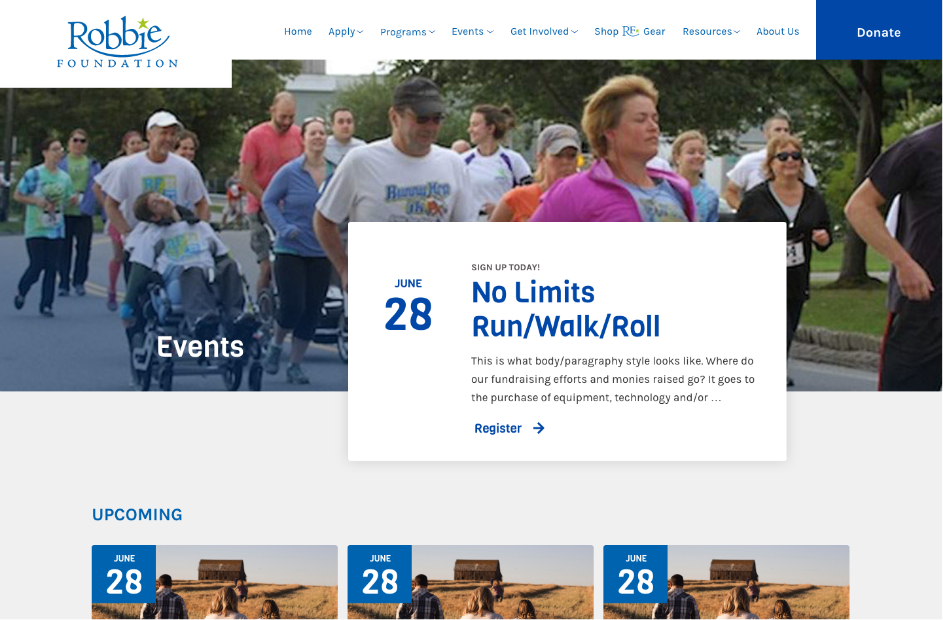 Robbie
FOUNDATION
Home Apply Programs Events Get Involved Shop RF Gear Resources About Us Donate
Events
JUNE
28
SIGN UP TODAY!
No Limits
Run/Walk/Roll
This is what body/paragraphy style looks like. Where do
our fundraising efforts and monies raised go? It goes to
the purchase of equipment, technology and/or ...
Register
UPCOMING
JUNE
28
JUNE
28
JUNE
28